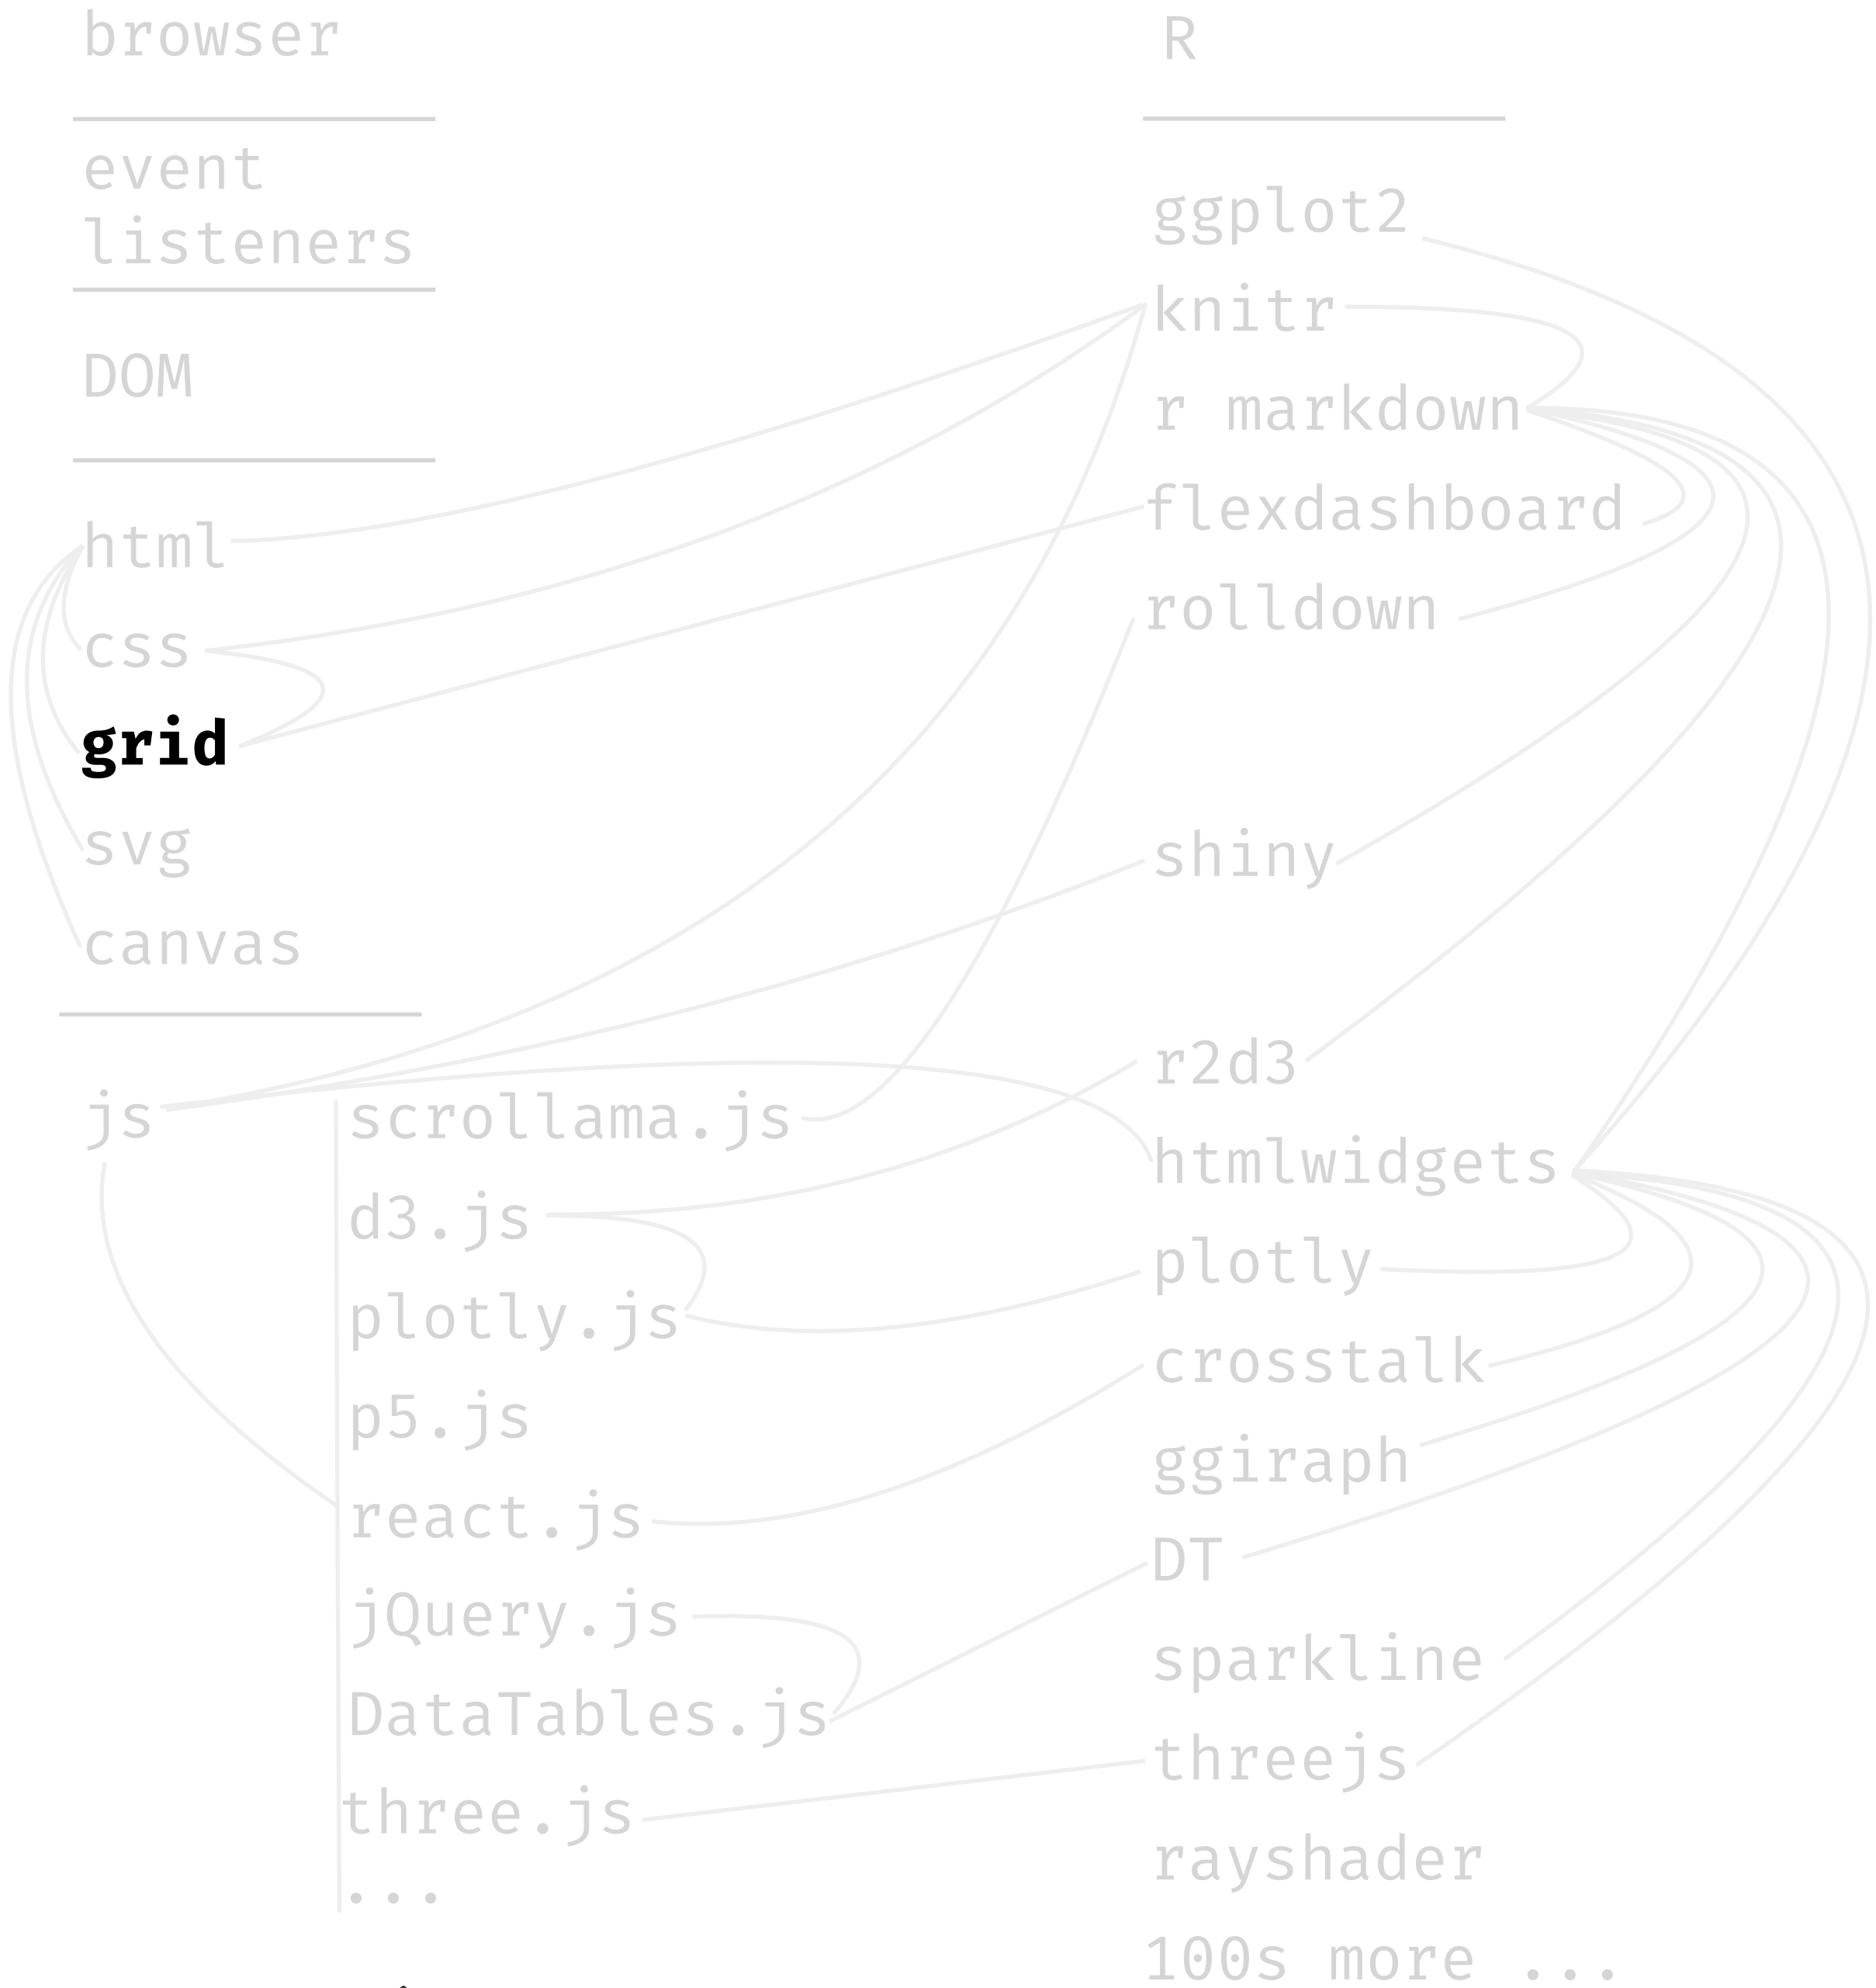 browser
event
listeners
DOM
html
css
grid
svg
canvas
js
scrollama.js
d3.js
plotly.js
p5.js
react.js
jQuery.js
DataTables.js
three.js
...
R
ggplot2
knitr
r markdown
flexdashboard
rolldown
shiny
r2d3
htmlwidgets
plotly
crosstalk
ggiraph
DT
sparkline
threejs
rayshader
100s more ...